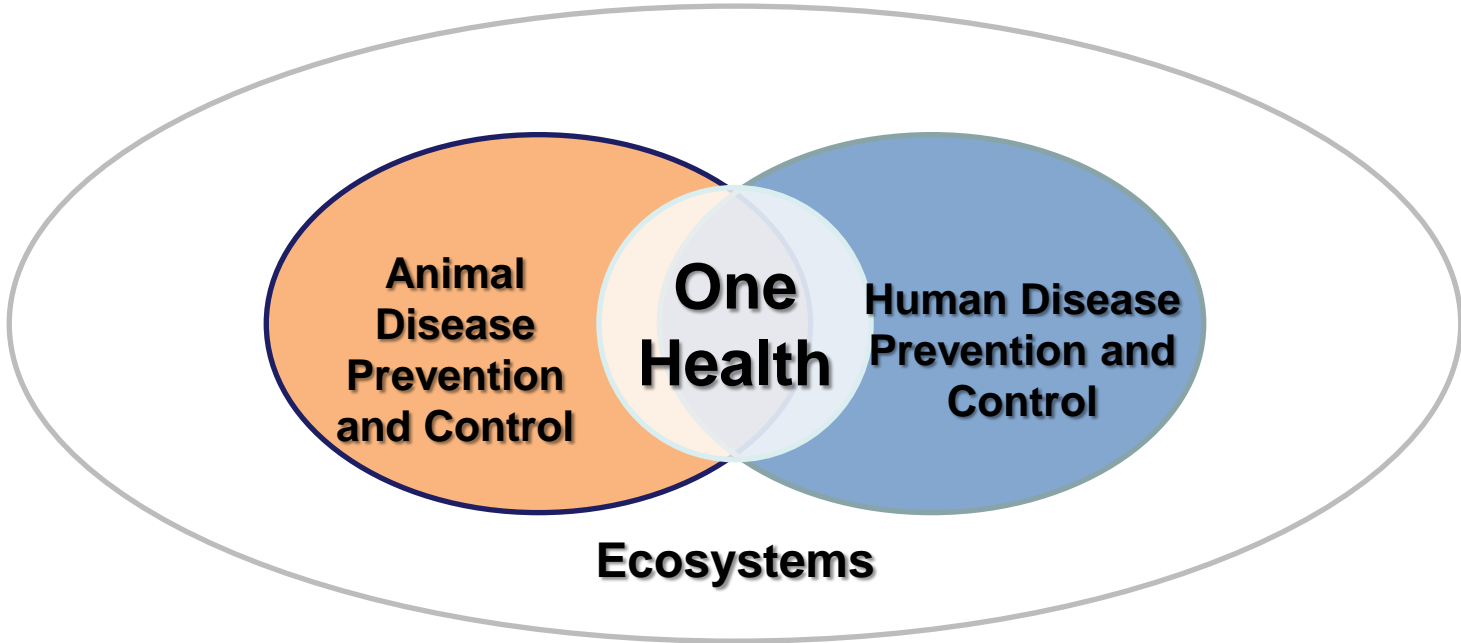 Animal
Disease
Prevention
and Control
One
Health
Human Disease
Prevention and
Control
Ecosystems